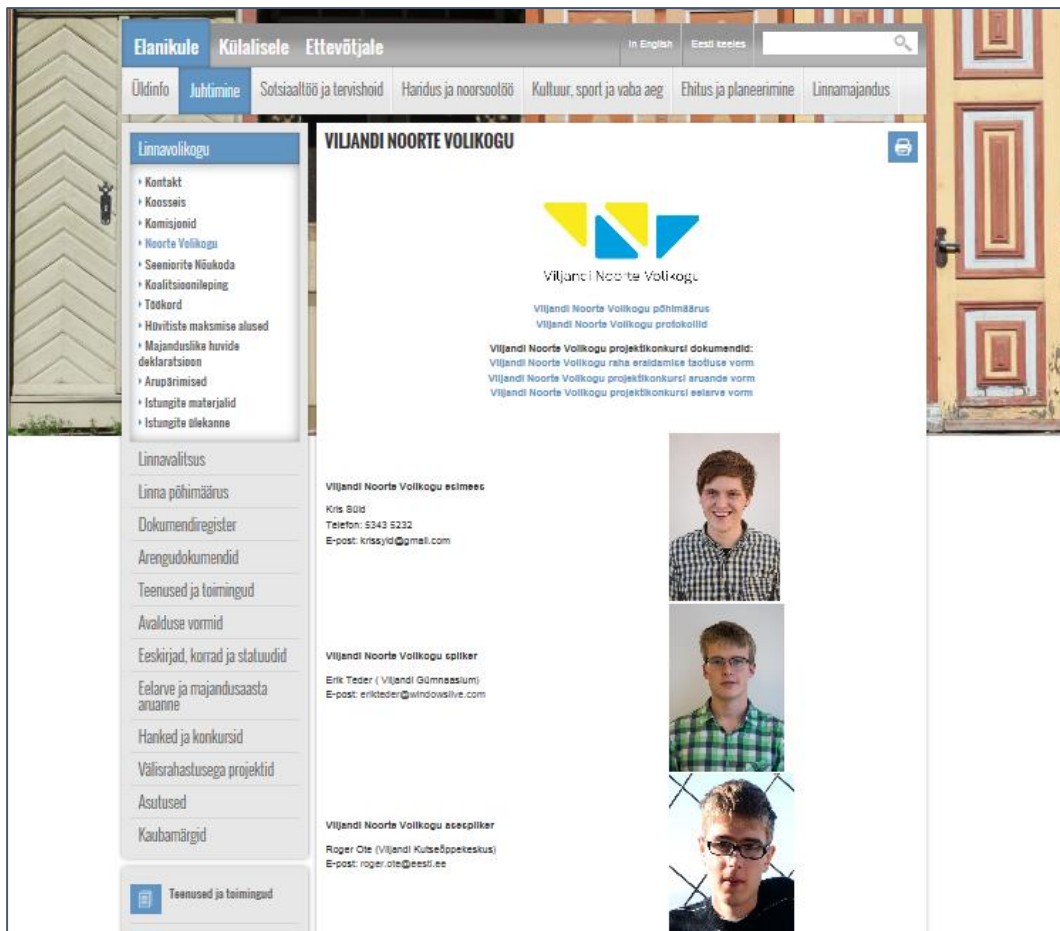 Elanikule Külalisele Ettevõtjale
In English Eesti keeles
Üldinfo Juhtimine Sotsiaaltöö ja tervishoid Haridus ja noorsootöö Kultuur, sport ja vaba aeg Ehitus ja planeerimine Linnamajandus
Linnavolikogu
Kontakt
Koosseis
Komisjonid
Noorte Volikogu
Seeniorite Nõukoda
Koalitsioonileping
Töökord
Hüvitiste maksmise alused
Majanduslike huvide
deklaratsioon
Arupärimised
Istungite materjalid
Istungite ülekanne
Linnavalitsus
Linna põhimäärus
Dokumendiregister
Arengudokumendid
Teenused ja toimingud
Avalduse vormid
Eeskirjad, korrad ja statuudid
Eelarve ja majandusaasta
aruanne
Hanked ja konkursid
Välisrahastusega projektid
Asutused
Kaubamärgid
Teenused ja toimingud
VILJANDI NOORTE VOLIKOGU
Viljandi Noorte Volikogu
Viljandi Noorte Volikogu põhimäärus
Viljandi Noorte Volikogu protokollid
Viljandi Noorte Volikogu projektikonkursi dokumendid:
Viljandi Noorte Volikogu raha eraldamise taotluse vorm
Viljandi Noorte Volikogu projektikonkursi aruande vorm
Viljandi Noorte Volikogu projektikonkursi eelarve vorm
Viljandi Noorte Volikogu esimees
Kris Süld
Telefon: 5343 5232
E-post: krissyld@gmail.com
Viljandi Noorte Volikogu spiiker
Erik Teder ( Viljandi Gümnaasium)
E-post: erikteder@windowslive.com
Viljandi Noorte Volikogu asespiiker
Roger Ote (Viljandi Kutseõppekeskus)
E-post: roger.ote@eesti.ee